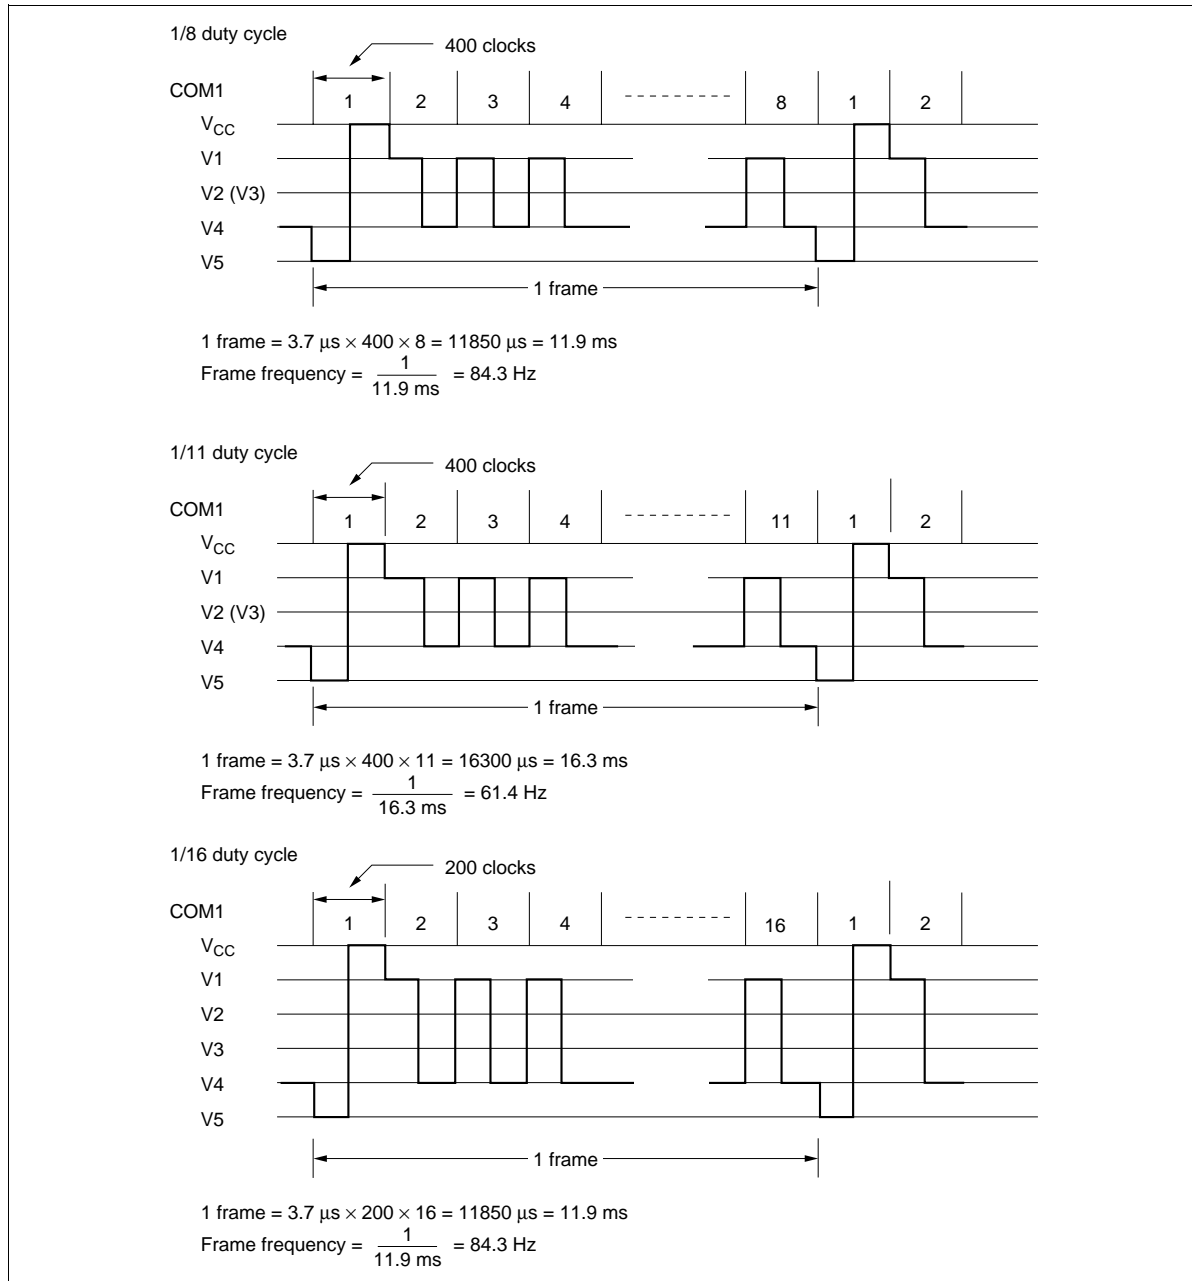 1/8 duty cycle
400 clocks
COM1
1 2 3 4 8 1 2
VCC
V1
V2 (V3)
V4
V5
1 frame
1 frame = 3.7 μs × 400 × 8 = 11850 μs = 11.9 ms
Frame frequency = 1 / 11.9 ms = 84.3 Hz
1/11 duty cycle
400 clocks
COM1
1 2 3 4 11 1 2
VCC
V1
V2 (V3)
V4
V5
1 frame
1 frame = 3.7 μs × 400 × 11 = 16300 μs = 16.3 ms
Frame frequency = 1 / 16.3 ms = 61.4 Hz
1/16 duty cycle
200 clocks
COM1
1 2 3 4 16 1 2
VCC
V1
V2
V3
V4
V5
1 frame
1 frame = 3.7 μs × 200 × 16 = 11850 μs = 11.9 ms
Frame frequency = 1 / 11.9 ms = 84.3 Hz